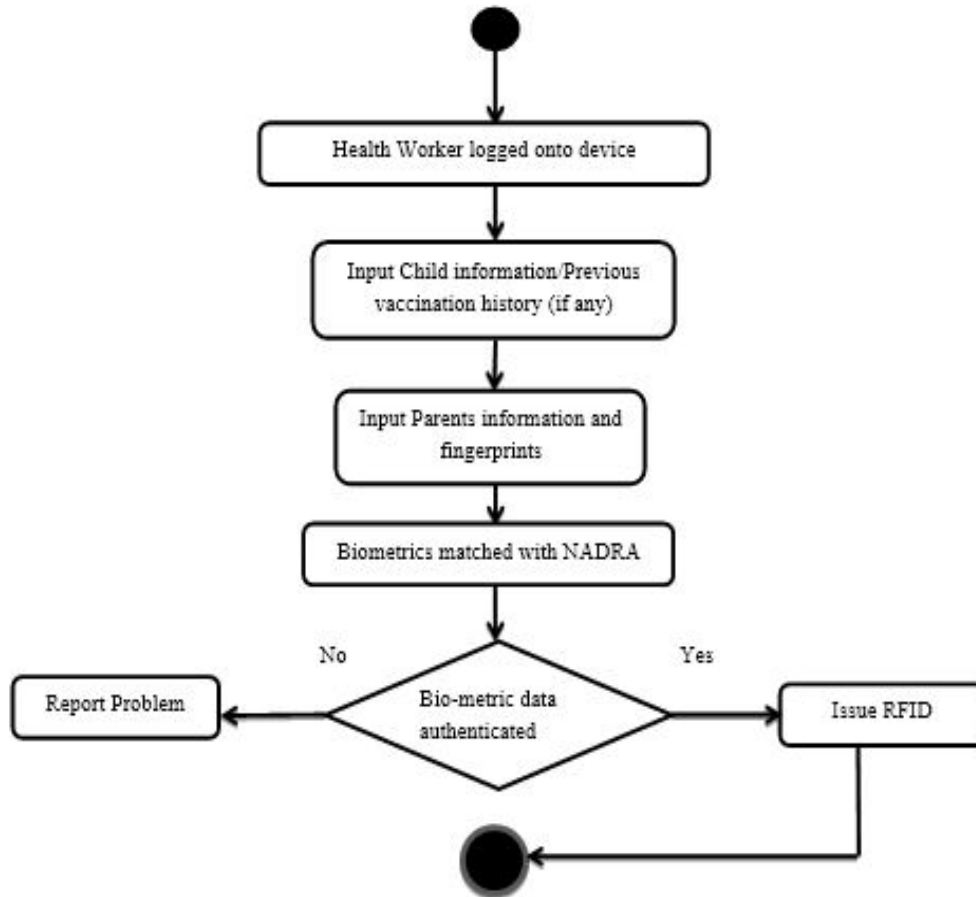 Health Worker logged onto device
Input Child information/Previous
vaccination history (if any)
Input Parents information and
fingerprints
Biometrics matched with NADRA
No
Yes
Report Problem
Bio-metric data
authenticated
Issue RFID